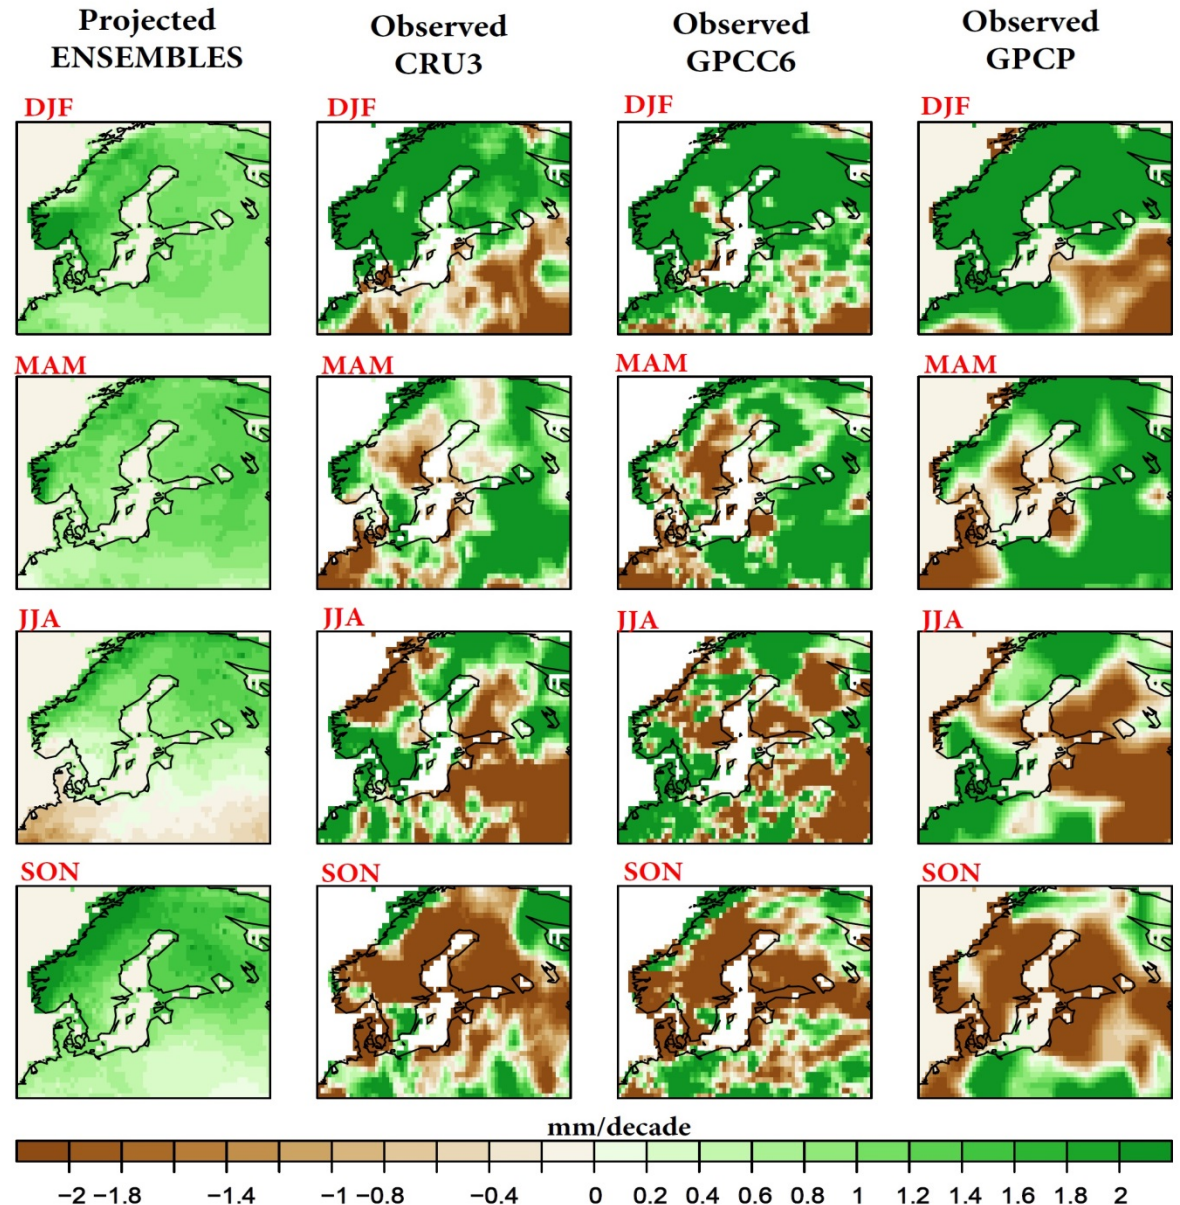 Projected
ENSEMBLES
Observed
CRU3
Observed
GPCC6
Observed
GPCP
DJF DJF DJF DJF
MAM MAM MAM MAM
JJA JJA JJA JJA
SON SON SON SON
mm/decade
−2 −1.8 −1.4 −1 −0.8 −0.4 0 0.2 0.4 0.6 0.8 1 1.2 1.4 1.6 1.8 2